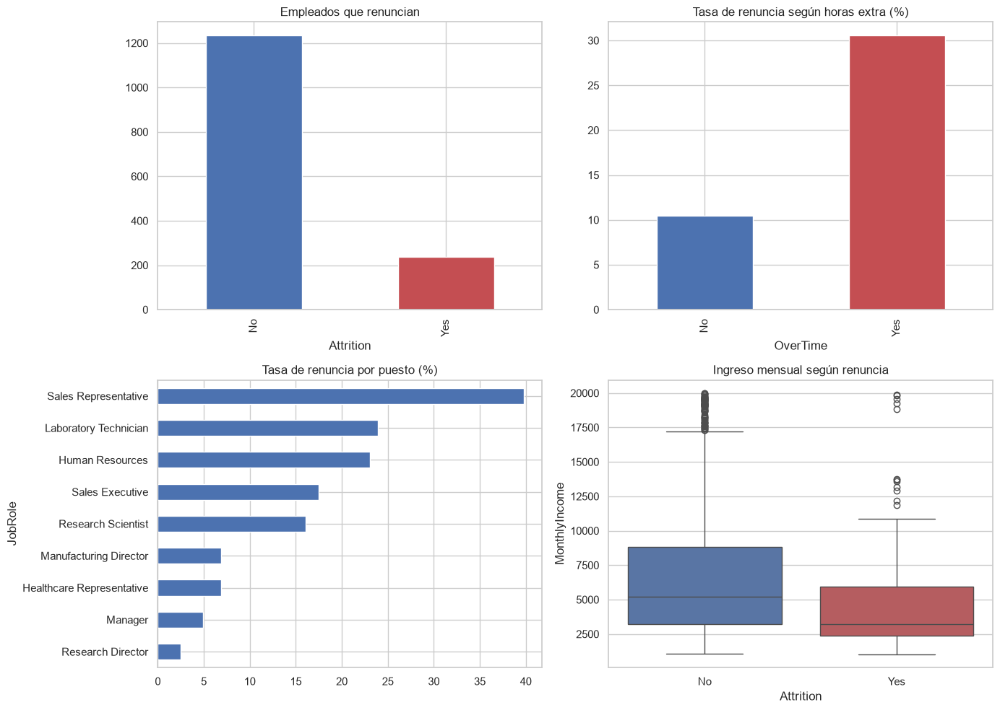 Empleados que renuncian
1200
1000
800
600
400
200
0
No
Yes
Attrition
Tasa de renuncia según horas extra (%)
30
25
20
15
10
5
0
No
Yes
OverTime
Tasa de renuncia por puesto (%)
JobRole
Sales Representative
Laboratory Technician
Human Resources
Sales Executive
Research Scientist
Manufacturing Director
Healthcare Representative
Manager
Research Director
0 5 10 15 20 25 30 35 40
Ingreso mensual según renuncia
MonthlyIncome
20000
17500
15000
12500
10000
7500
5000
2500
No
Yes
Attrition